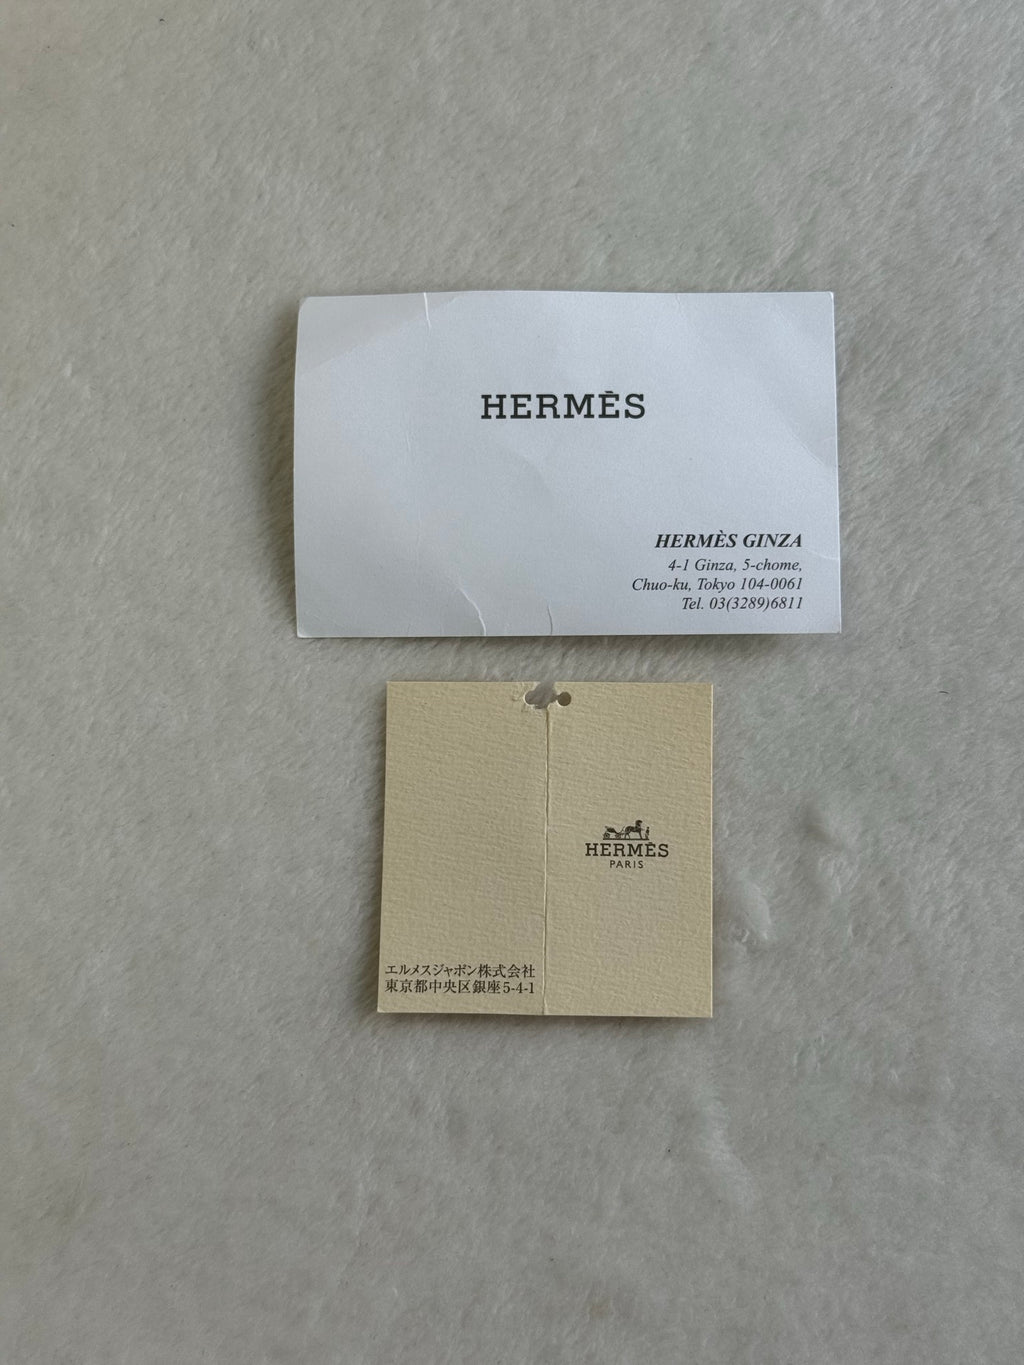 HERMÈS
HERMÈS GINZA
4-1 Ginza, 5-chome,
Chuo-ku, Tokyo 104-0061
Tel. 03(3289)6811
HERMÈS
PARIS
エルメスジャポン株式会社
東京都中央区銀座5-4-1